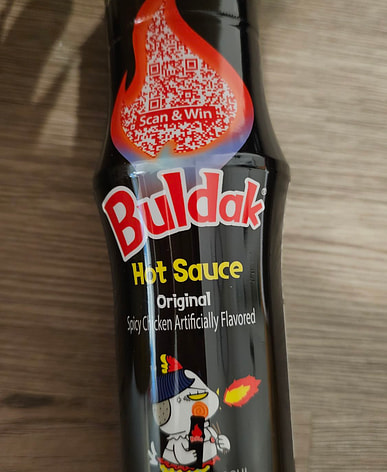 Scan & Win
Buldak
Hot Sauce
Original
Spicy Chicken Artificially Flavored